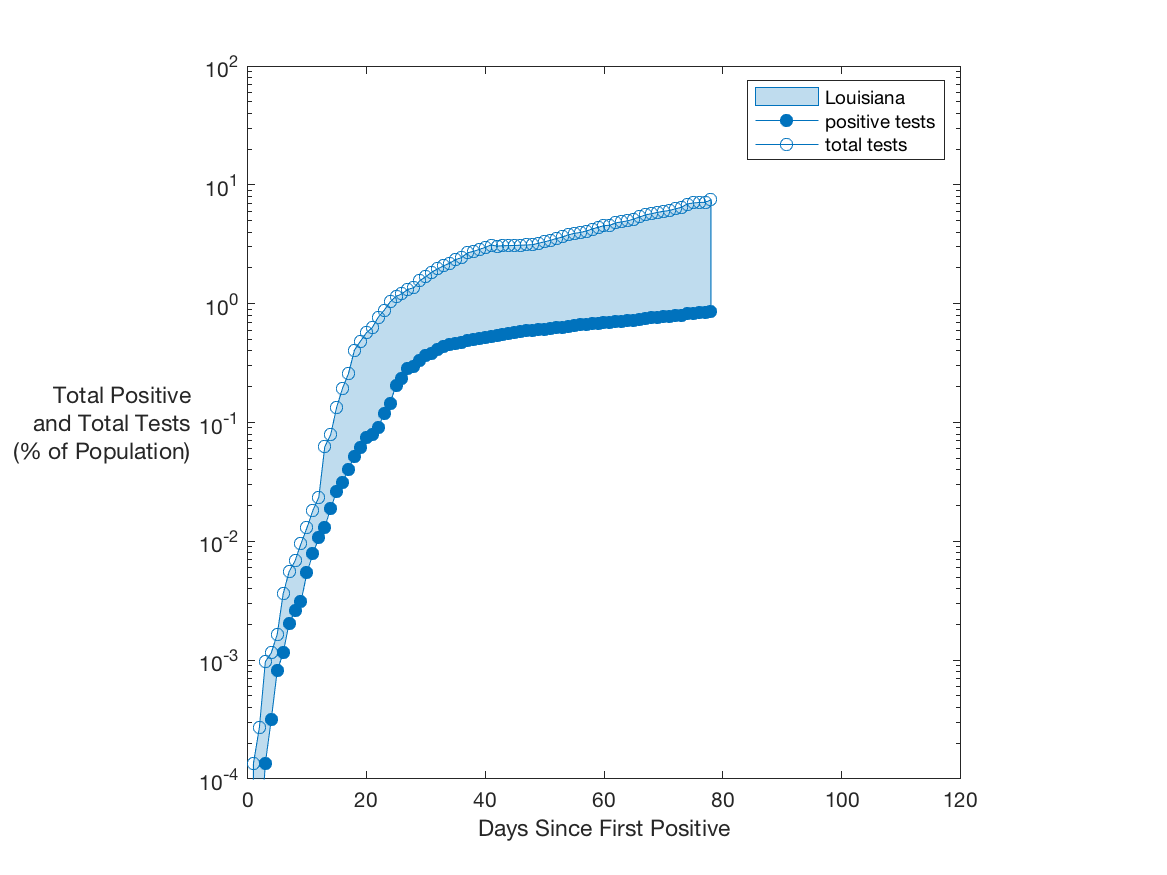 10^2
Louisiana
positive tests
total tests
10^1
10^0
Total Positive
and Total Tests
(% of Population)
10^-1
10^-2
10^-3
10^-4
0 20 40 60 80 100 120
Days Since First Positive